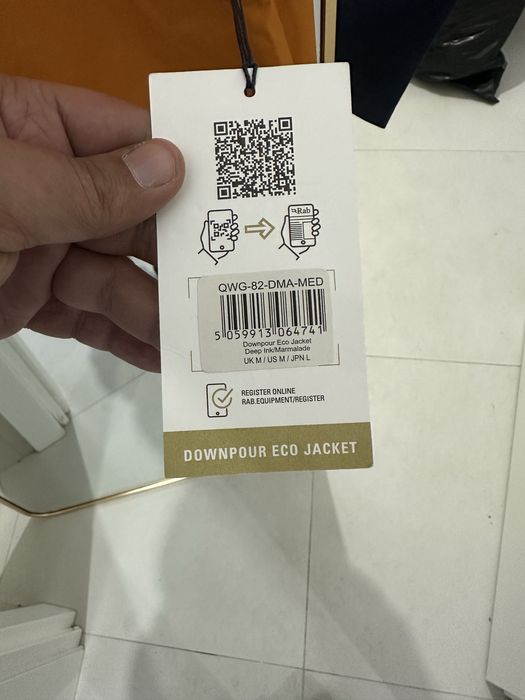 Rab
QWG-82-DMA-MED
5 059913 064741
Downpour Eco Jacket
Deep Ink/Marmalade
UK M / US M / JPN L
REGISTER ONLINE
RAB.EQUIPMENT/REGISTER
DOWNPOUR ECO JACKET